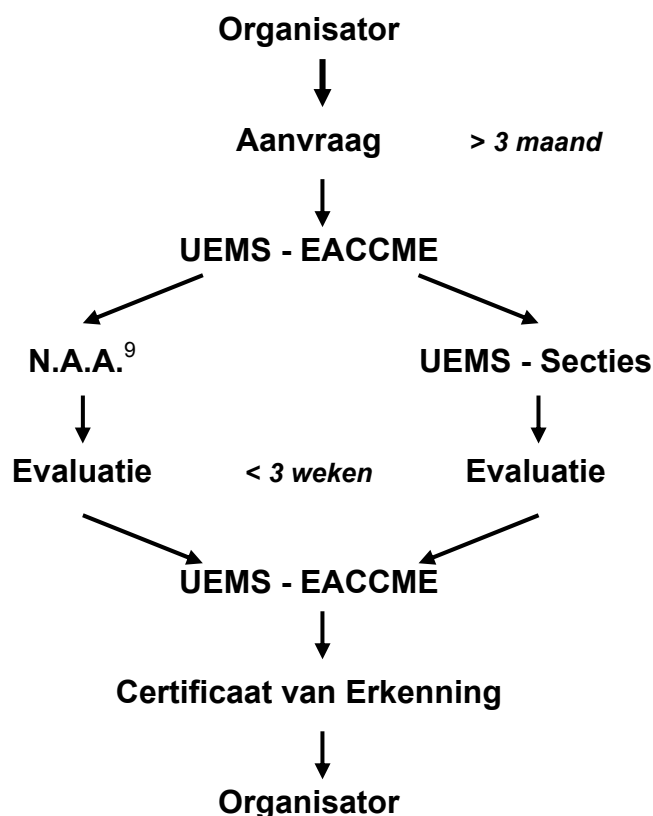 Organisator
Aanvraag > 3 maand
UEMS - EACCME
N.A.A.⁹ UEMS - Secties
Evaluatie < 3 weken Evaluatie
UEMS - EACCME
Certificaat van Erkenning
Organisator